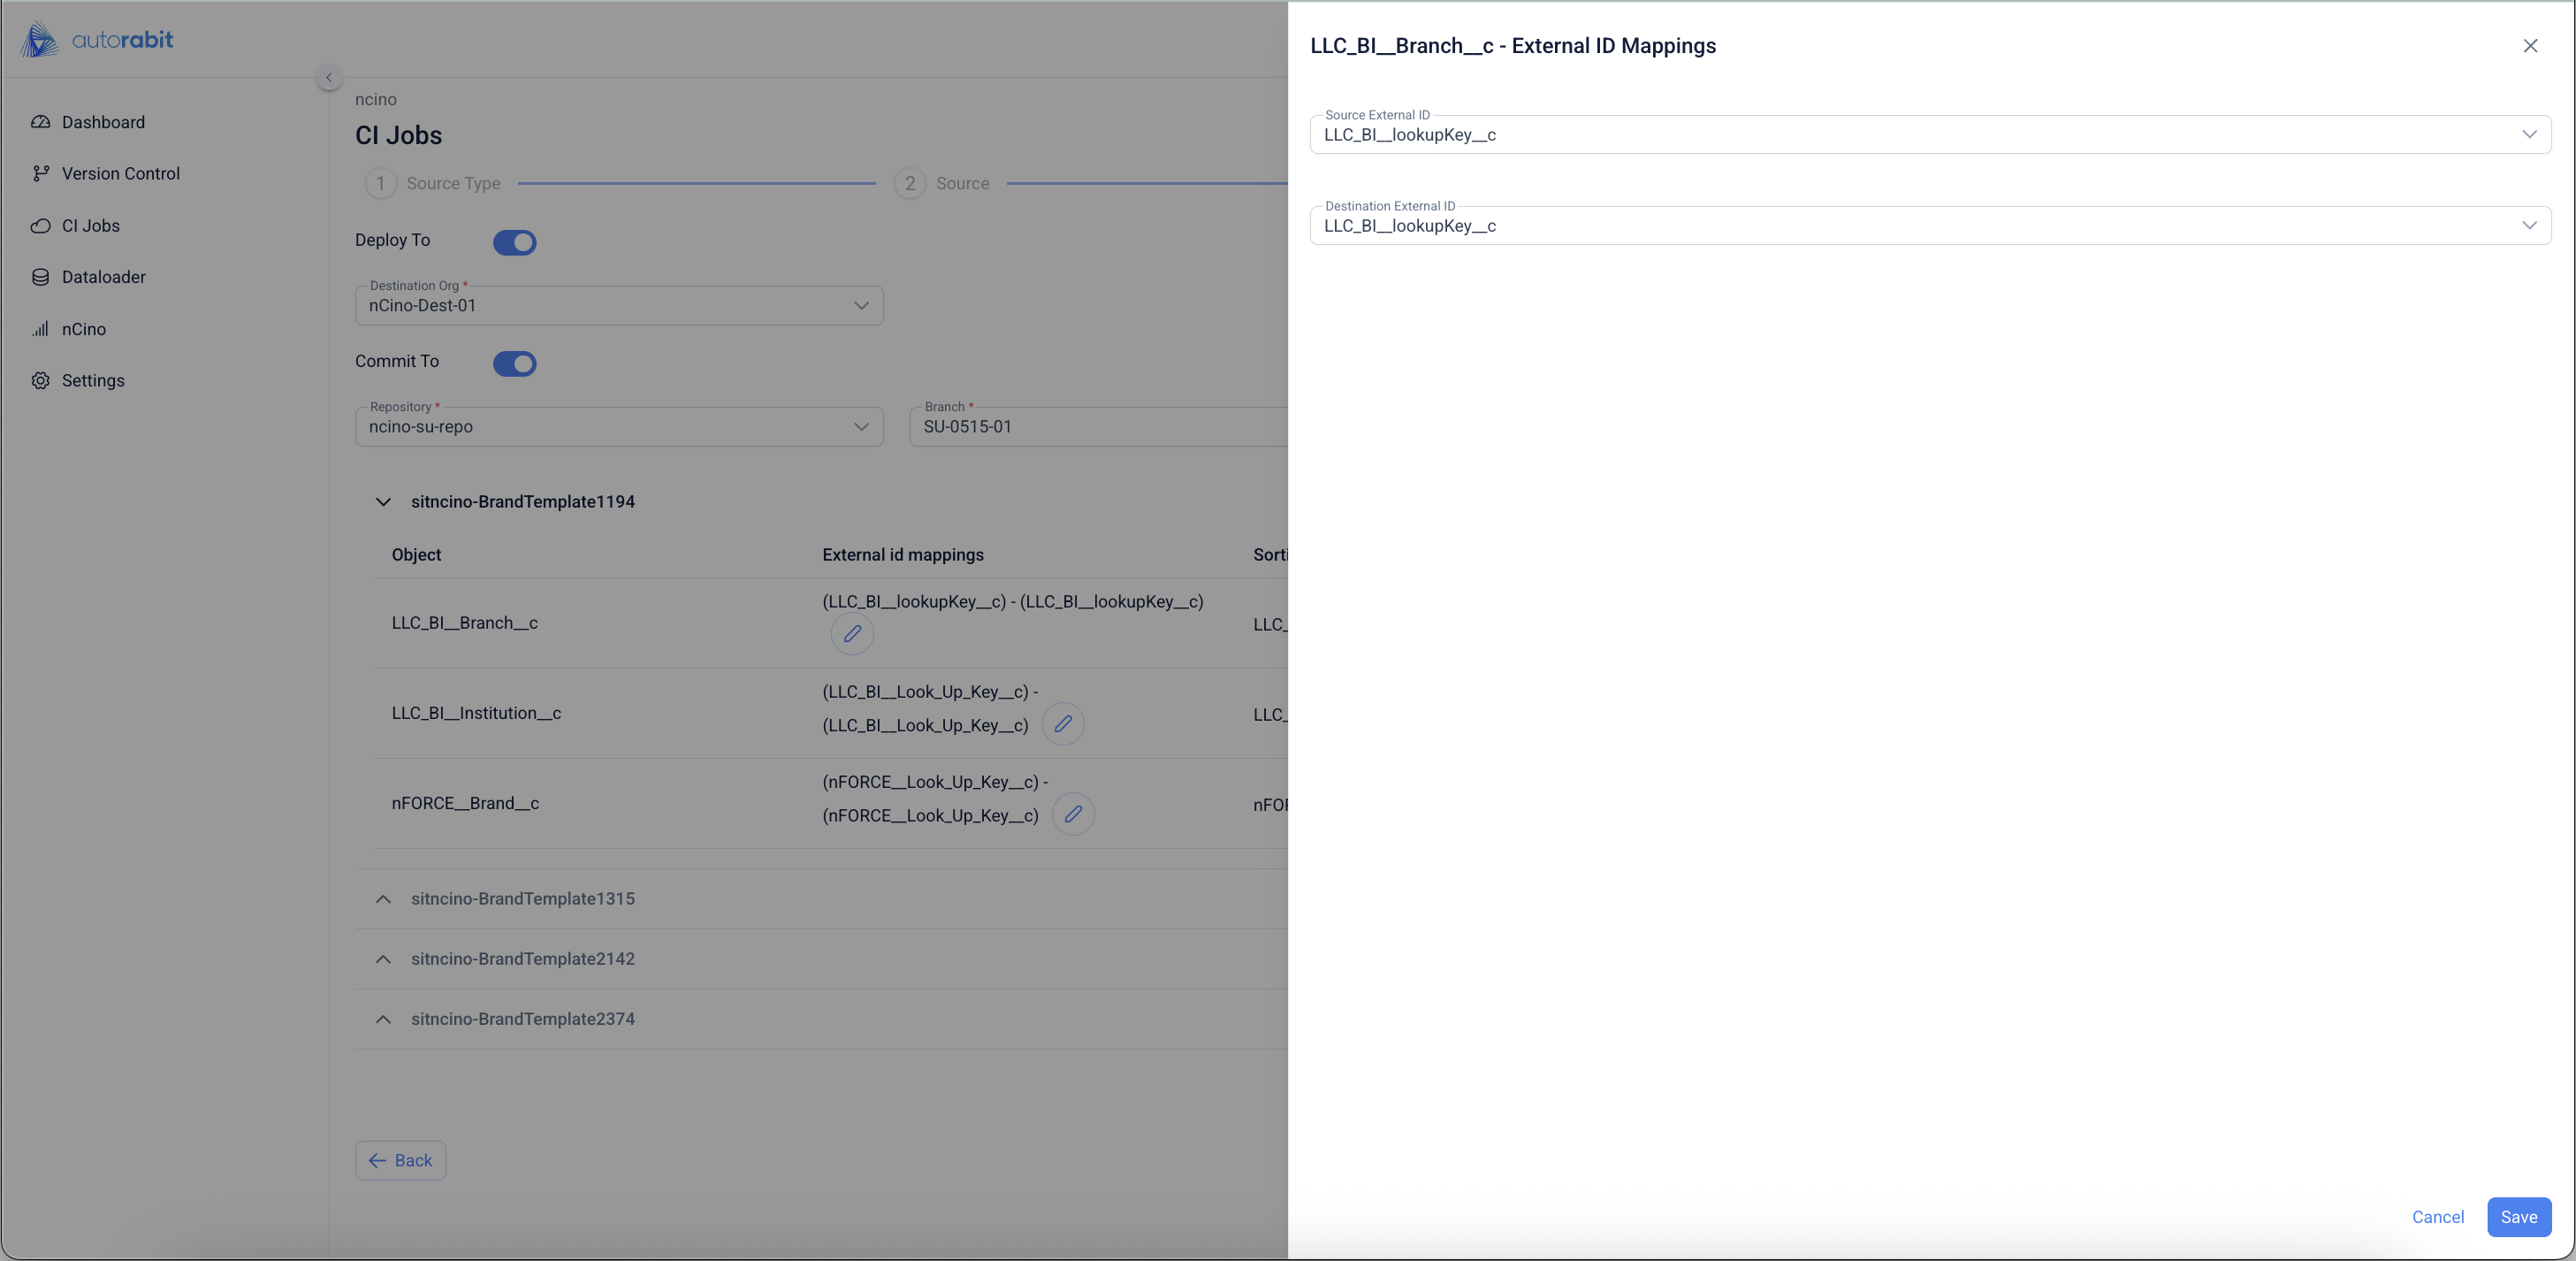 autorabit
Dashboard
Version Control
CI Jobs
Dataloader
nCino
Settings
ncino
CI Jobs
1 Source Type
2 Source
Deploy To
Destination Org *
nCino-Dest-01
Commit To
Repository *
ncino-su-repo
Branch *
SU-0515-01
sitncino-BrandTemplate1194
Object External id mappings Sorti
LLC_BI__Branch__c (LLC_BI__lookupKey__c) - (LLC_BI__lookupKey__c) LLC_
LLC_BI__Institution__c (LLC_BI__Look_Up_Key__c) -
(LLC_BI__Look_Up_Key__c) LLC_
nFORCE__Brand__c (nFORCE__Look_Up_Key__c) -
(nFORCE__Look_Up_Key__c) nFOR
sitncino-BrandTemplate1315
sitncino-BrandTemplate2142
sitncino-BrandTemplate2374
Back
LLC_BI__Branch__c - External ID Mappings
Source External ID
LLC_BI__lookupKey__c
Destination External ID
LLC_BI__lookupKey__c
Cancel
Save